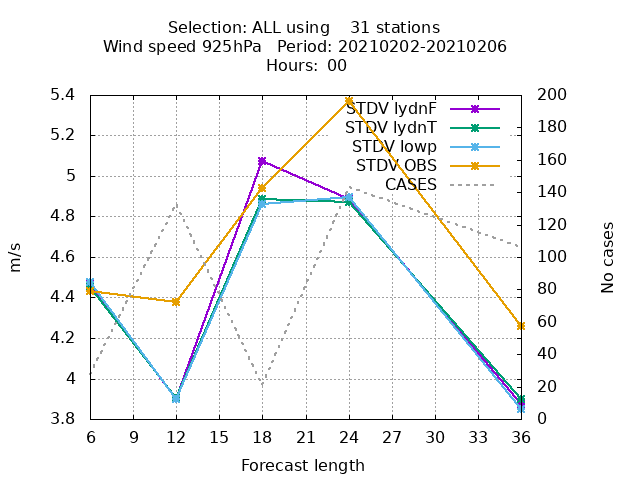 Selection: ALL using    31 stations
Wind speed 925hPa   Period: 20210202-20210206
Hours:  00
5.4
5.2
5
4.8
4.6
4.4
4.2
4
3.8
m/s
STDV IydnF
STDV IydnT
STDV Iowp
STDV OBS
CASES
200
180
160
140
120
100
80
60
40
20
0
No cases
6 9 12 15 18 21 24 27 30 33 36
Forecast length